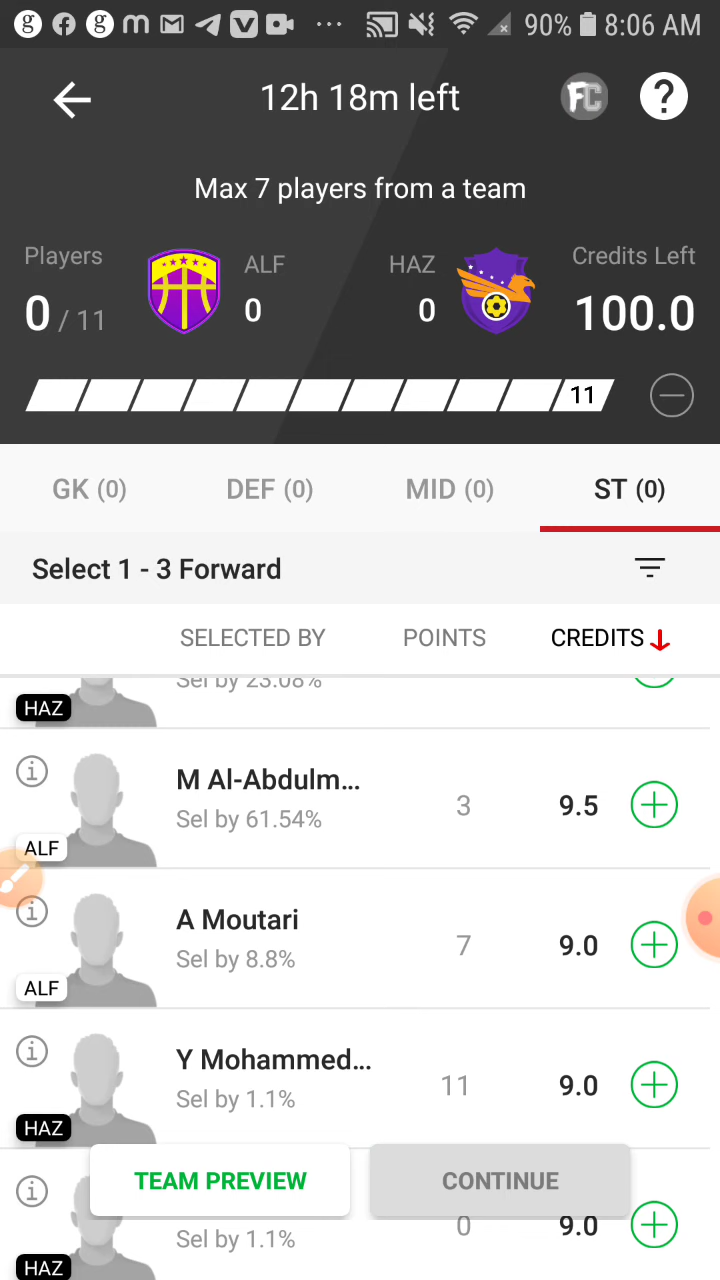 90% 8:06 AM
12h 18m left
FC ?
Max 7 players from a team
Players ALF HAZ Credits Left
0 / 11 0 0 100.0
11
GK (0) DEF (0) MID (0) ST (0)
Select 1 - 3 Forward
SELECTED BY POINTS CREDITS
Sel by 23.08%
HAZ
M Al-Abdulm...
Sel by 61.54% 3 9.5
ALF
A Moutari
Sel by 8.8% 7 9.0
ALF
Y Mohammed...
Sel by 1.1% 11 9.0
HAZ
TEAM PREVIEW CONTINUE
Sel by 1.1% 0 9.0
HAZ